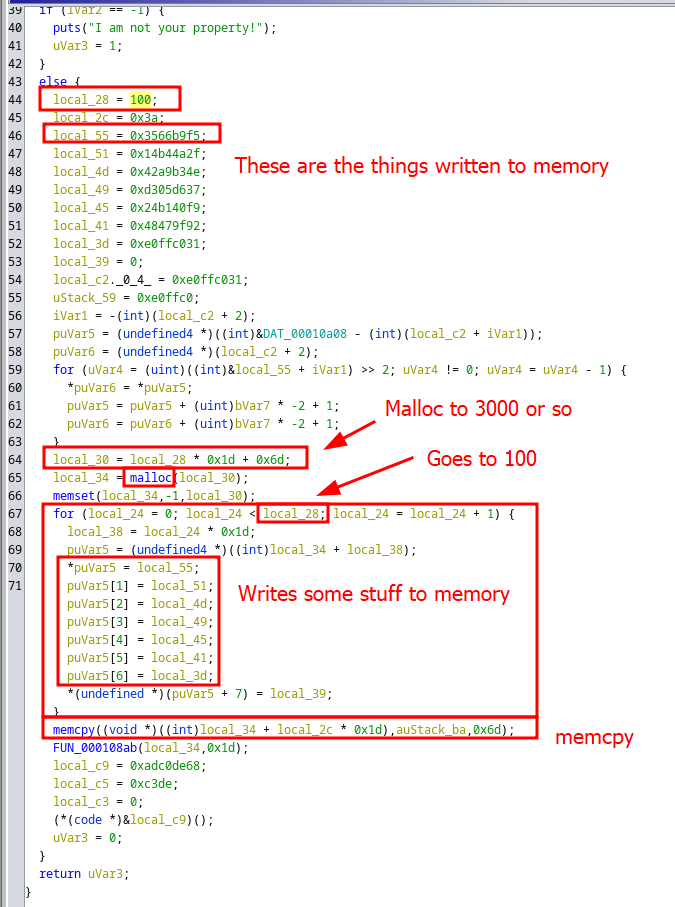 39 if (iVar2 == -1) {
40 puts("I am not your property!");
41 uVar3 = 1;
42 }
43 else {
44 local_28 = 100;
45 local_2c = 0x3a;
46 local_55 = 0x3566b9f5;
These are the things written to memory
47 local_51 = 0x14b44a2f;
48 local_4d = 0x42a9b34e;
49 local_49 = 0xd305d637;
50 local_45 = 0x24b140f9;
51 local_41 = 0x48479f92;
52 local_3d = 0xe0ffc031;
53 local_39 = 0;
54 local_c2._0_4_ = 0xe0ffc031;
55 uStack_59 = 0xe0ffc0;
56 iVar1 = -(int)(local_c2 + 2);
57 puVar5 = (undefined4 *)((int)&DAT_00010a08 - (int)(local_c2 + iVar1));
58 puVar6 = (undefined4 *)(local_c2 + 2);
59 for (uVar4 = (uint)((int)&local_55 + iVar1) >> 2; uVar4 != 0; uVar4 = uVar4 - 1) {
60 *puVar6 = *puVar5;
61 puVar5 = puVar5 + (uint)bVar7 * -2 + 1;
62 puVar6 = puVar6 + (uint)bVar7 * -2 + 1;
Malloc to 3000 or so
63 }
64 local_30 = local_28 * 0x1d + 0x6d;
Goes to 100
65 local_34 = malloc(local_30);
66 memset(local_34,-1,local_30);
67 for (local_24 = 0; local_24 < local_28; local_24 = local_24 + 1) {
68 local_38 = local_24 * 0x1d;
69 puVar5 = (undefined4 *)((int)local_34 + local_38);
70 *puVar5 = local_55;
71 puVar5[1] = local_51;
Writes some stuff to memory
puVar5[2] = local_4d;
puVar5[3] = local_49;
puVar5[4] = local_45;
puVar5[5] = local_41;
puVar5[6] = local_3d;
*(undefined *)(puVar5 + 7) = local_39;
}
memcpy((void *)((int)local_34 + local_2c * 0x1d),auStack_ba,0x6d);
memcpy
FUN_000108ab(local_34,0x1d);
local_c9 = 0xadc0de68;
local_c5 = 0xc3de;
local_c3 = 0;
(*(code *)&local_c9)();
uVar3 = 0;
}
return uVar3;
}